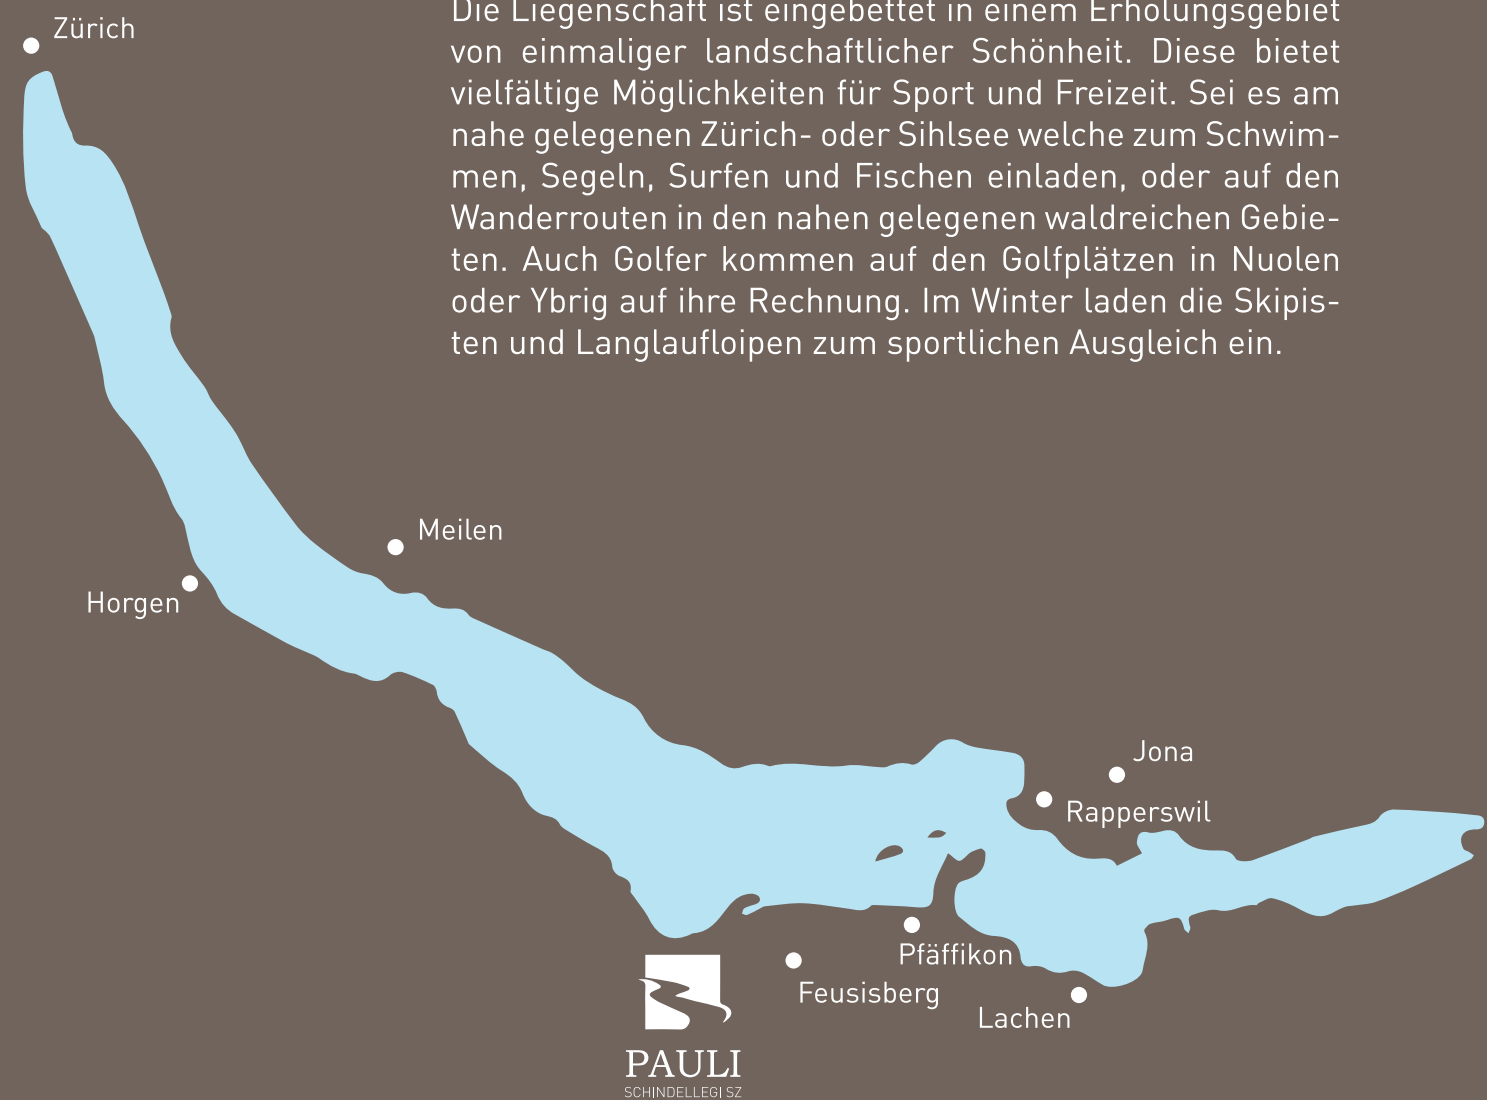 Zürich
Die Liegenschaft ist eingebettet in einem Erholungsgebiet
von einmaliger landschaftlicher Schönheit. Diese bietet
vielfältige Möglichkeiten für Sport und Freizeit. Sei es am
nahe gelegenen Zürich- oder Sihlsee welche zum Schwim-
men, Segeln, Surfen und Fischen einladen, oder auf den
Wanderrouten in den nahen gelegenen waldreichen Gebie-
ten. Auch Golfer kommen auf den Golfplätzen in Nuolen
oder Ybrig auf ihre Rechnung. Im Winter laden die Skipis-
ten und Langlaufloipen zum sportlichen Ausgleich ein.
Meilen
Horgen
Jona
Rapperswil
Pfäffikon
Feusisberg
Lachen
PAULI
SCHINDELLEGI SZ